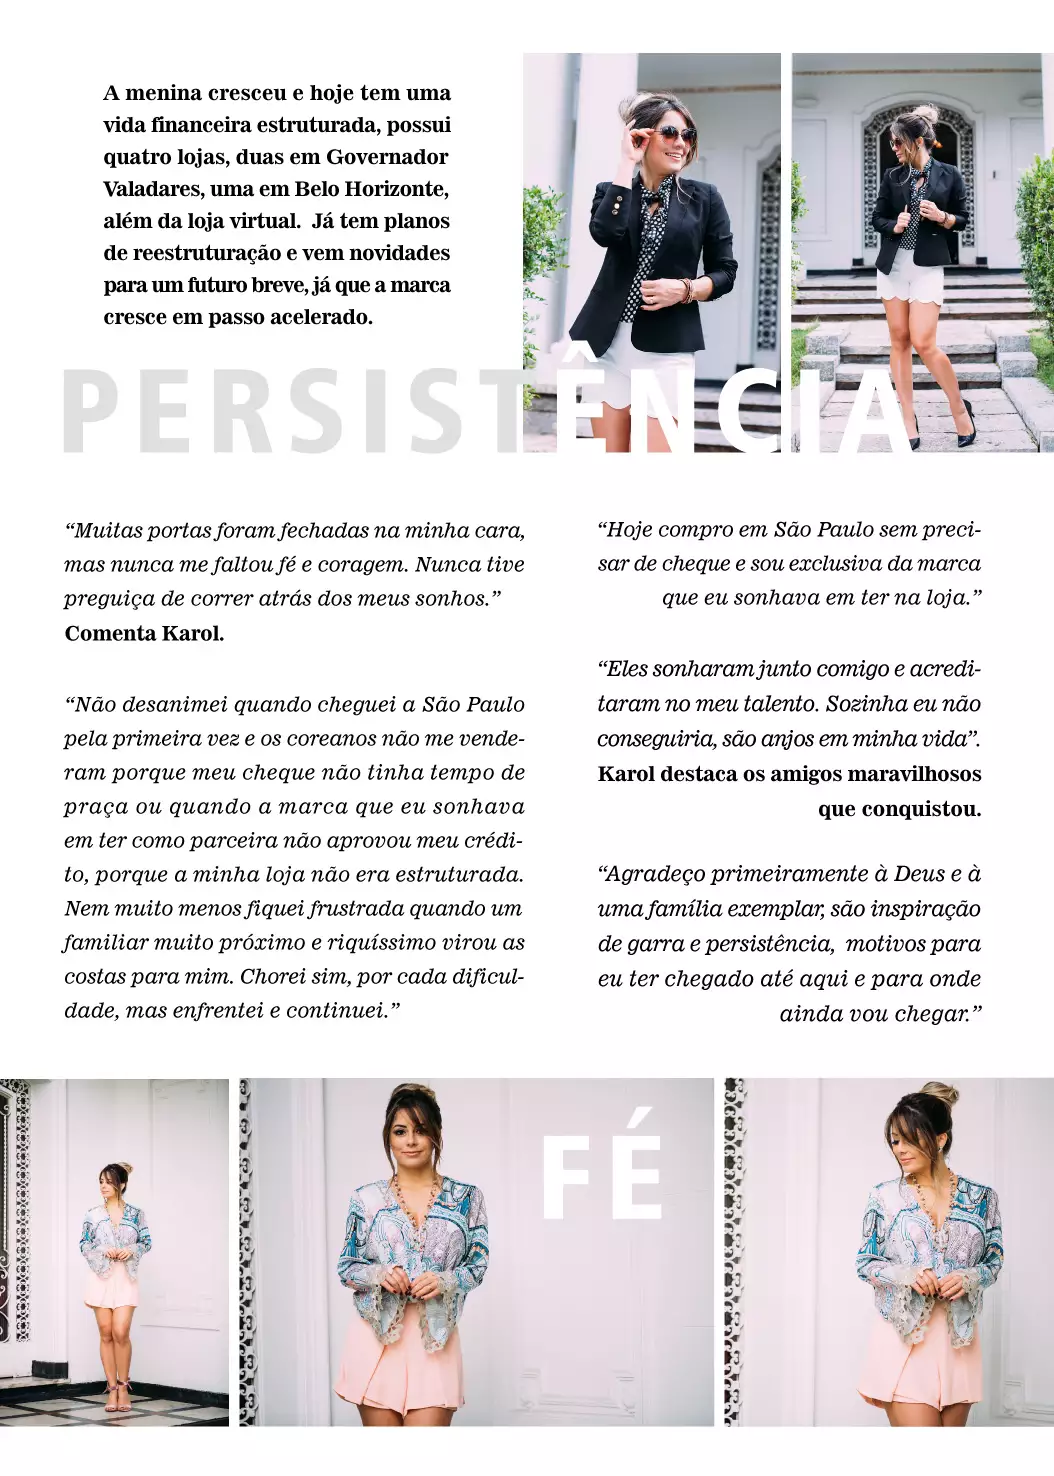 A menina cresceu e hoje tem uma
vida financeira estruturada, possui
quatro lojas, duas em Governador
Valadares, uma em Belo Horizonte,
além da loja virtual. Já tem planos
de reestruturação e vem novidades
para um futuro breve, já que a marca
cresce em passo acelerado.
PERSISTÊNCIA
“Muitas portas foram fechadas na minha cara,
mas nunca me faltou fé e coragem. Nunca tive
preguiça de correr atrás dos meus sonhos.”
Comenta Karol.
“Não desanimei quando cheguei a São Paulo
pela primeira vez e os coreanos não me vende-
ram porque meu cheque não tinha tempo de
praça ou quando a marca que eu sonhava
em ter como parceira não aprovou meu crédi-
to, porque a minha loja não era estruturada.
Nem muito menos fiquei frustrada quando um
familiar muito próximo e riquíssimo virou as
costas para mim. Chorei sim, por cada dificul-
dade, mas enfrentei e continuei.”
“Hoje compro em São Paulo sem preci-
sar de cheque e sou exclusiva da marca
que eu sonhava em ter na loja.”
“Eles sonharam junto comigo e acredi-
taram no meu talento. Sozinha eu não
conseguiria, são anjos em minha vida”.
Karol destaca os amigos maravilhosos
que conquistou.
“Agradeço primeiramente à Deus e à
uma família exemplar, são inspiração
de garra e persistência, motivos para
eu ter chegado até aqui e para onde
ainda vou chegar.”
FÉ